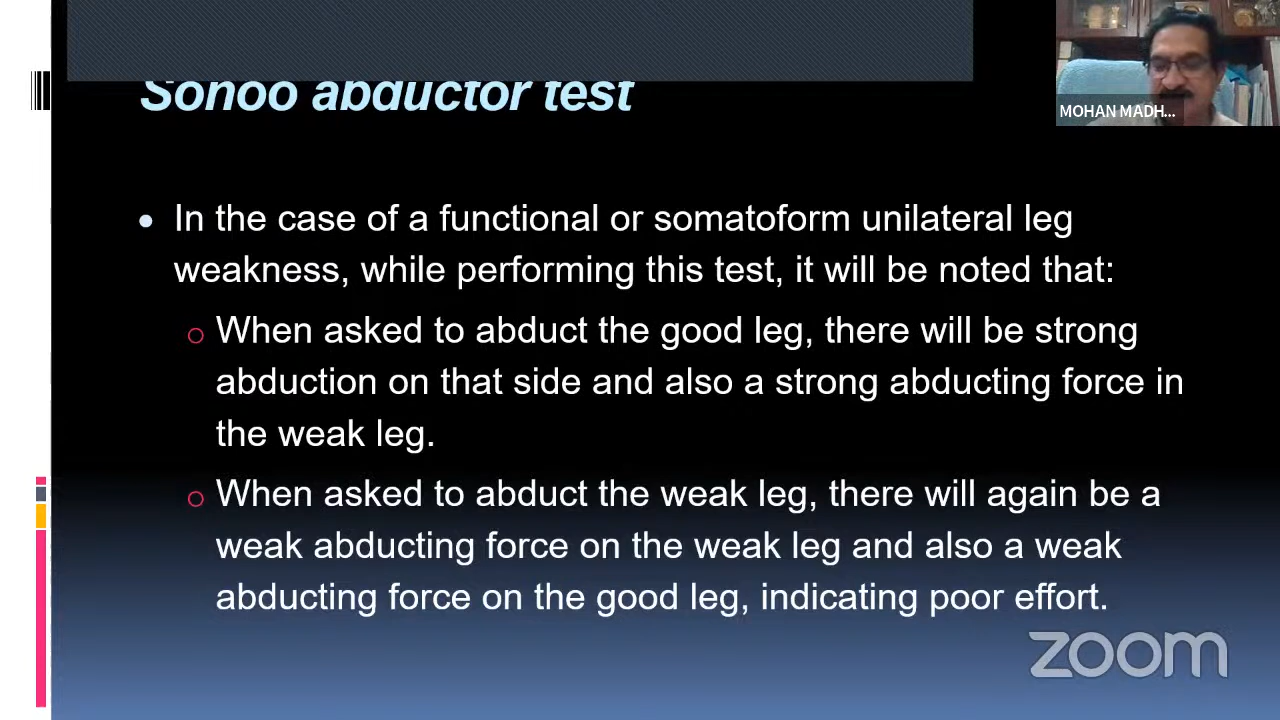 Sonoo abductor test
MOHAN MADH...
In the case of a functional or somatoform unilateral leg
weakness, while performing this test, it will be noted that:
When asked to abduct the good leg, there will be strong
abduction on that side and also a strong abducting force in
the weak leg.
When asked to abduct the weak leg, there will again be a
weak abducting force on the weak leg and also a weak
abducting force on the good leg, indicating poor effort.
zoom